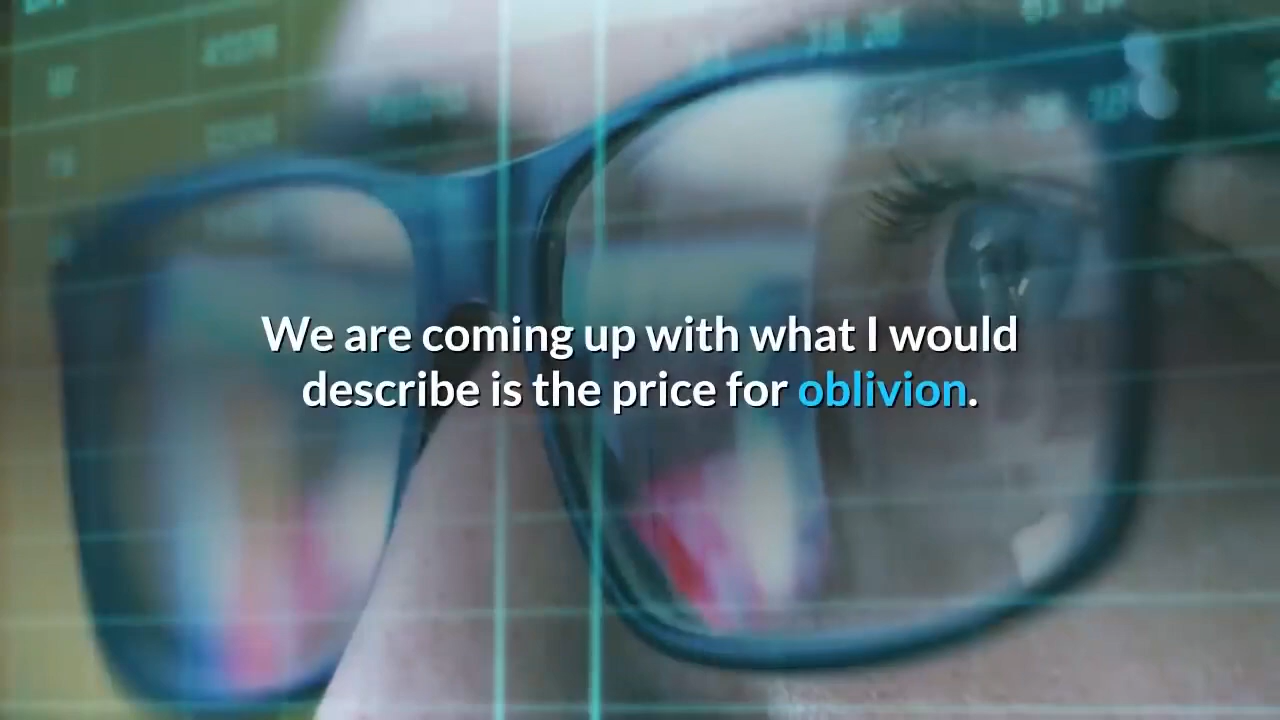 We are coming up with what I would
describe is the price for oblivion.